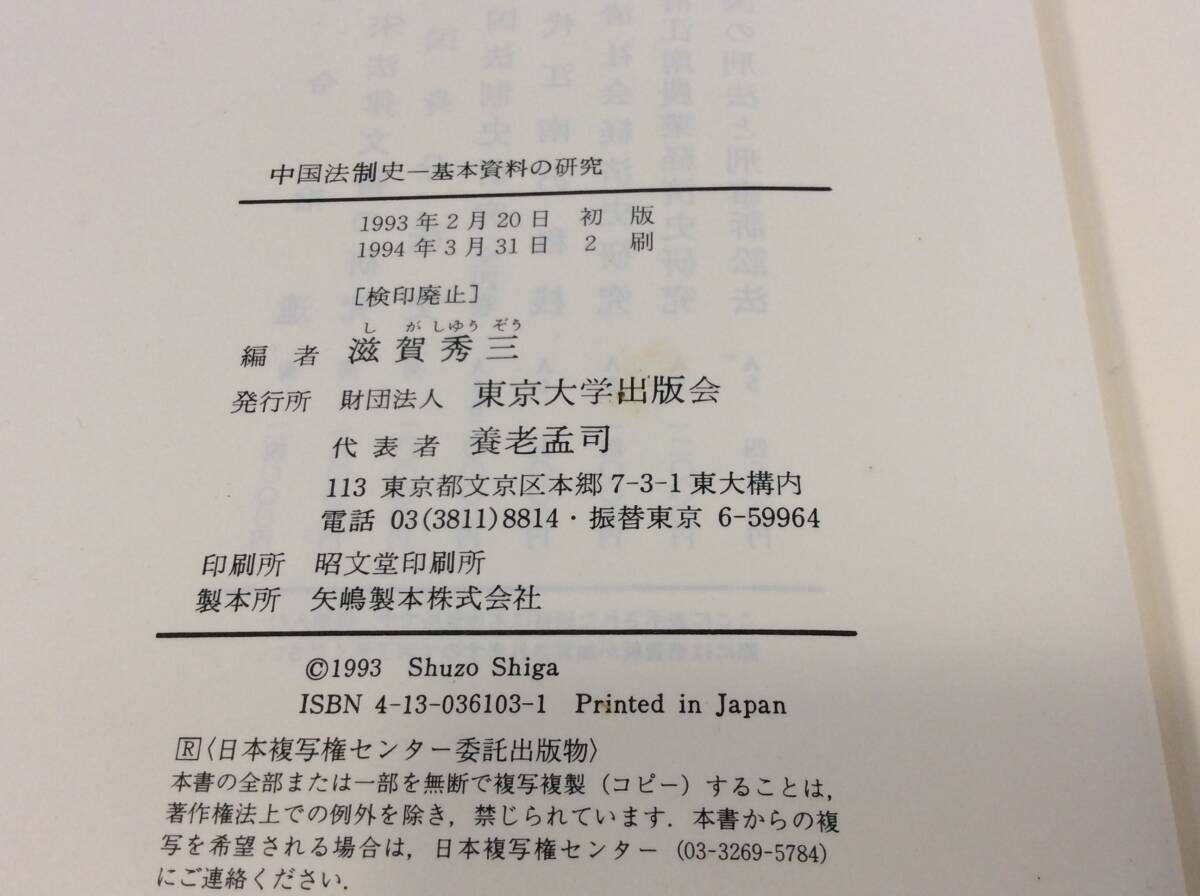 中国法制史―基本資料の研究
1993年2月20日 初 版
1994年3月31日 2 刷
[検印廃止]
し が しゆう ぞう
編 者 滋賀秀三
発行所 財団法人 東京大学出版会
代表者 養老孟司
113 東京都文京区本郷 7-3-1 東大構内
電話 03(3811)8814・振替東京 6-59964
印刷所 昭文堂印刷所
製本所 矢嶋製本株式会社
©1993 Shuzo Shiga
ISBN 4-13-036103-1 Printed in Japan
R〈日本複写権センター委託出版物〉
本書の全部または一部を無断で複写複製（コピー）することは，
著作権法上での例外を除き，禁じられています．本書からの複
写を希望される場合は，日本複写権センター（03-3269-5784）
にご連絡ください．